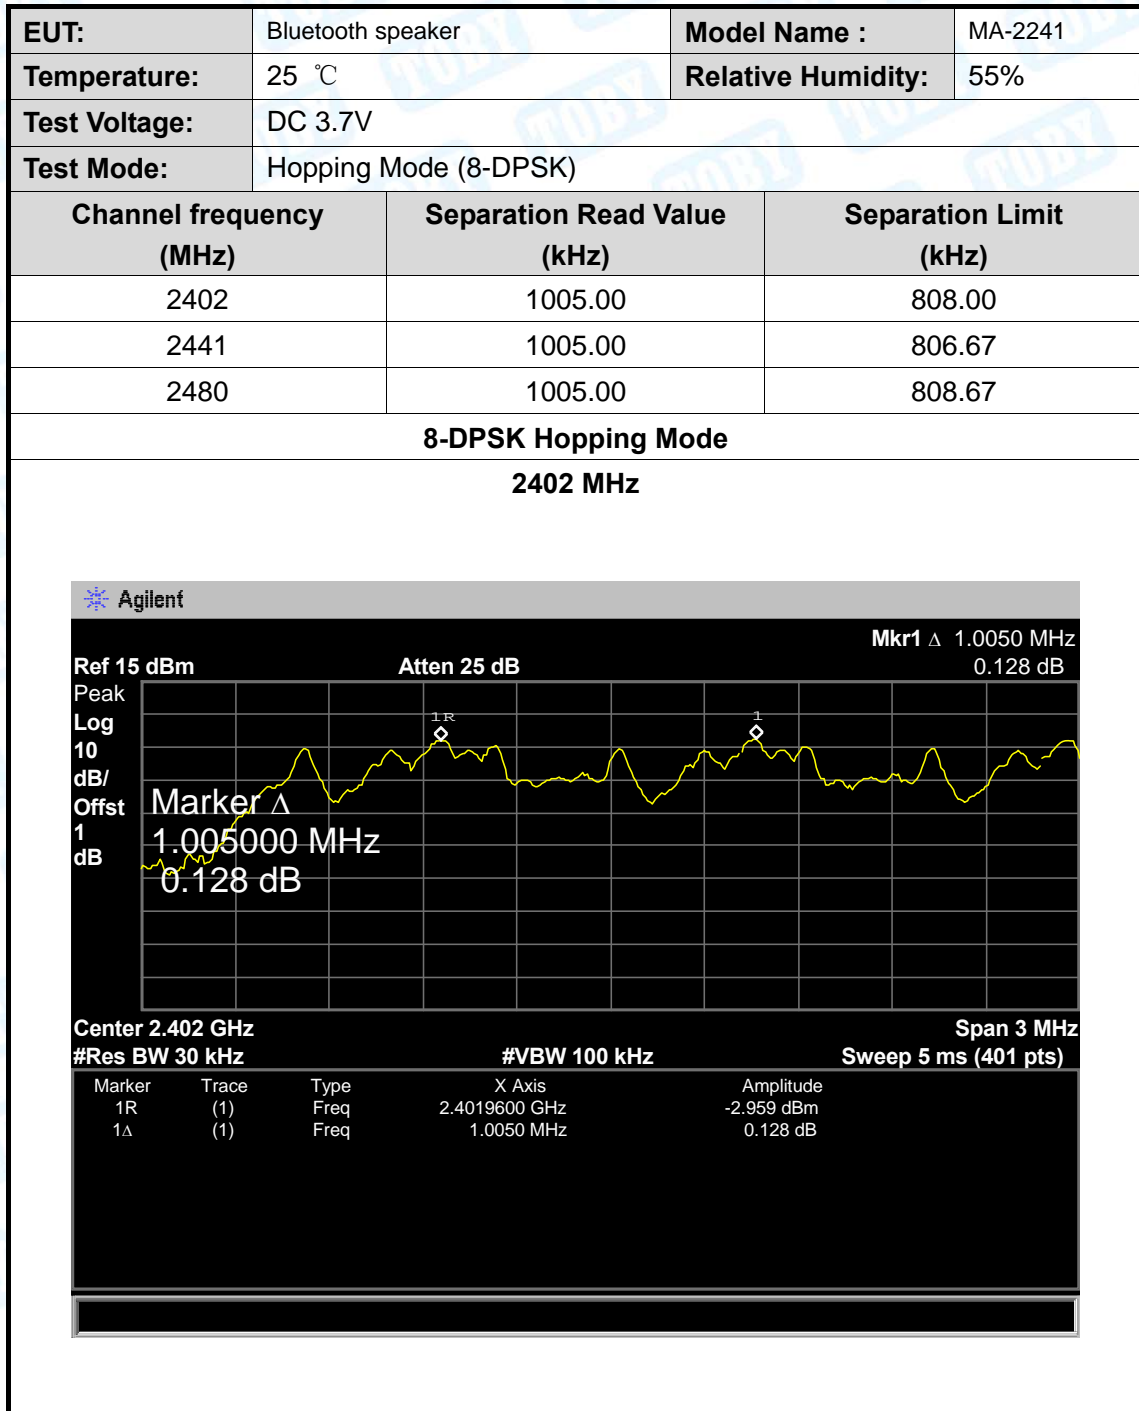 EUT: Bluetooth speaker Model Name : MA-2241
Temperature: 25 ℃ Relative Humidity: 55%
Test Voltage: DC 3.7V
Test Mode: Hopping Mode (8-DPSK)
Channel frequency Separation Read Value Separation Limit
(MHz) (kHz) (kHz)
2402 1005.00 808.00
2441 1005.00 806.67
2480 1005.00 808.67
8-DPSK Hopping Mode
2402 MHz
Agilent
Mkr1 Δ 1.0050 MHz
Ref 15 dBm Atten 25 dB 0.128 dB
Peak
Log
10
dB/
Offst
1
dB
1R 1
Marker Δ
1.005000 MHz
0.128 dB
Center 2.402 GHz Span 3 MHz
#Res BW 30 kHz #VBW 100 kHz Sweep 5 ms (401 pts)
Marker Trace Type X Axis Amplitude
1R (1) Freq 2.4019600 GHz -2.959 dBm
1Δ (1) Freq 1.0050 MHz 0.128 dB
TOBY